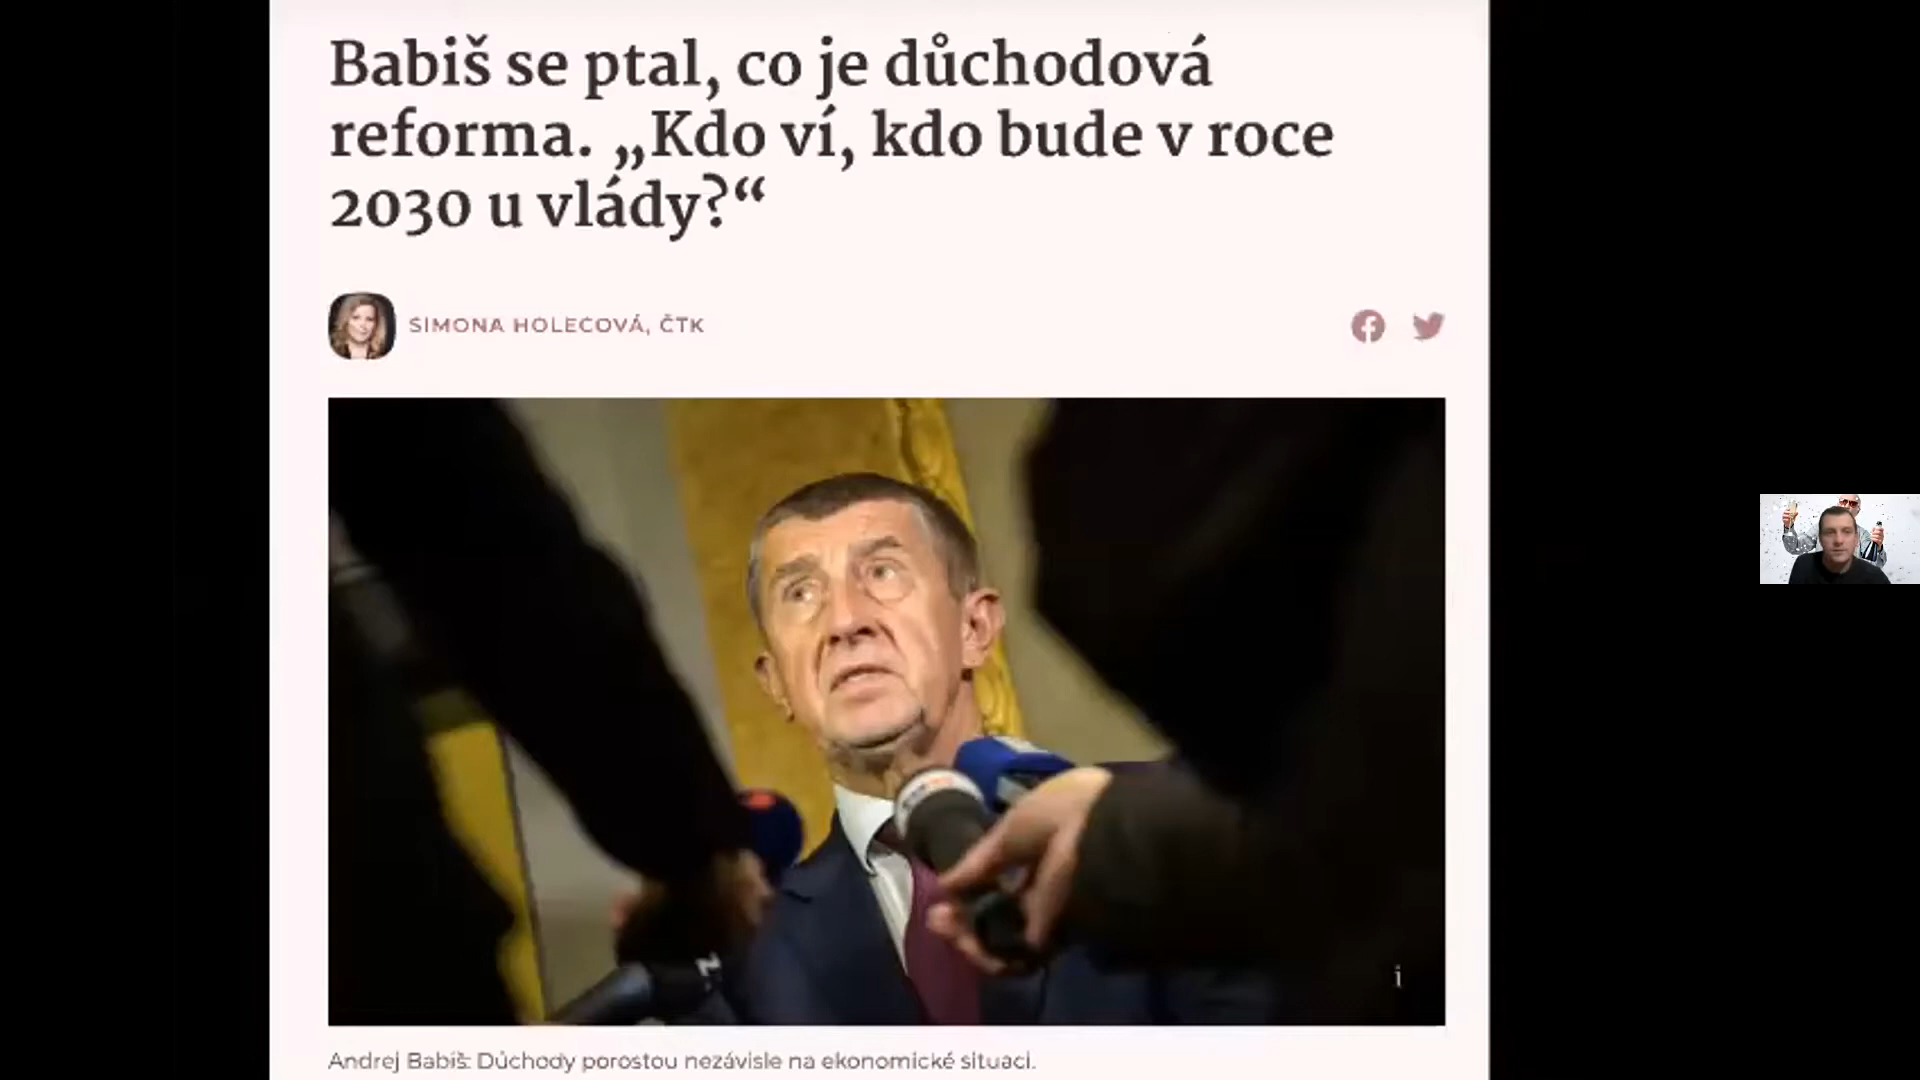 Babiš se ptal, co je důchodová
reforma. „Kdo ví, kdo bude v roce
2030 u vlády?“
SIMONA HOLECOVÁ, ČTK
i
Andrej Babiš: Důchody porostou nezávisle na ekonomické situaci.